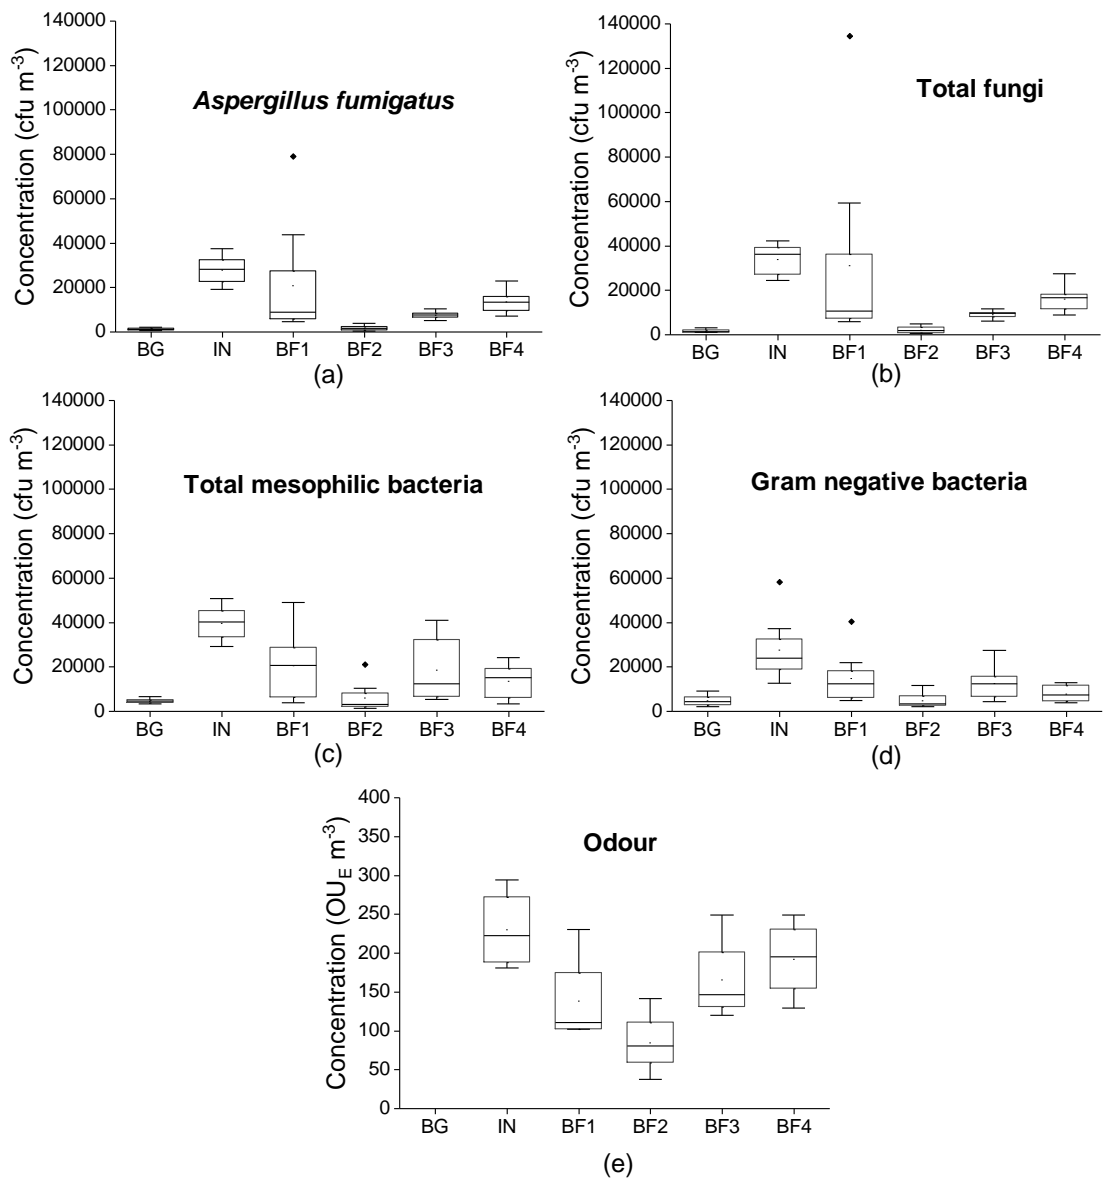 140000
120000
100000
80000
60000
40000
20000
0
Concentration (cfu m-3)
Aspergillus fumigatus
BG IN BF1 BF2 BF3 BF4
(a)
140000
120000
100000
80000
60000
40000
20000
0
Concentration (cfu m-3)
Total fungi
BG IN BF1 BF2 BF3 BF4
(b)
140000
120000
100000
80000
60000
40000
20000
0
Concentration (cfu m-3)
Total mesophilic bacteria
BG IN BF1 BF2 BF3 BF4
(c)
140000
120000
100000
80000
60000
40000
20000
0
Concentration (cfu m-3)
Gram negative bacteria
BG IN BF1 BF2 BF3 BF4
(d)
400
350
300
250
200
150
100
50
0
Concentration (OUE m-3)
Odour
BG IN BF1 BF2 BF3 BF4
(e)